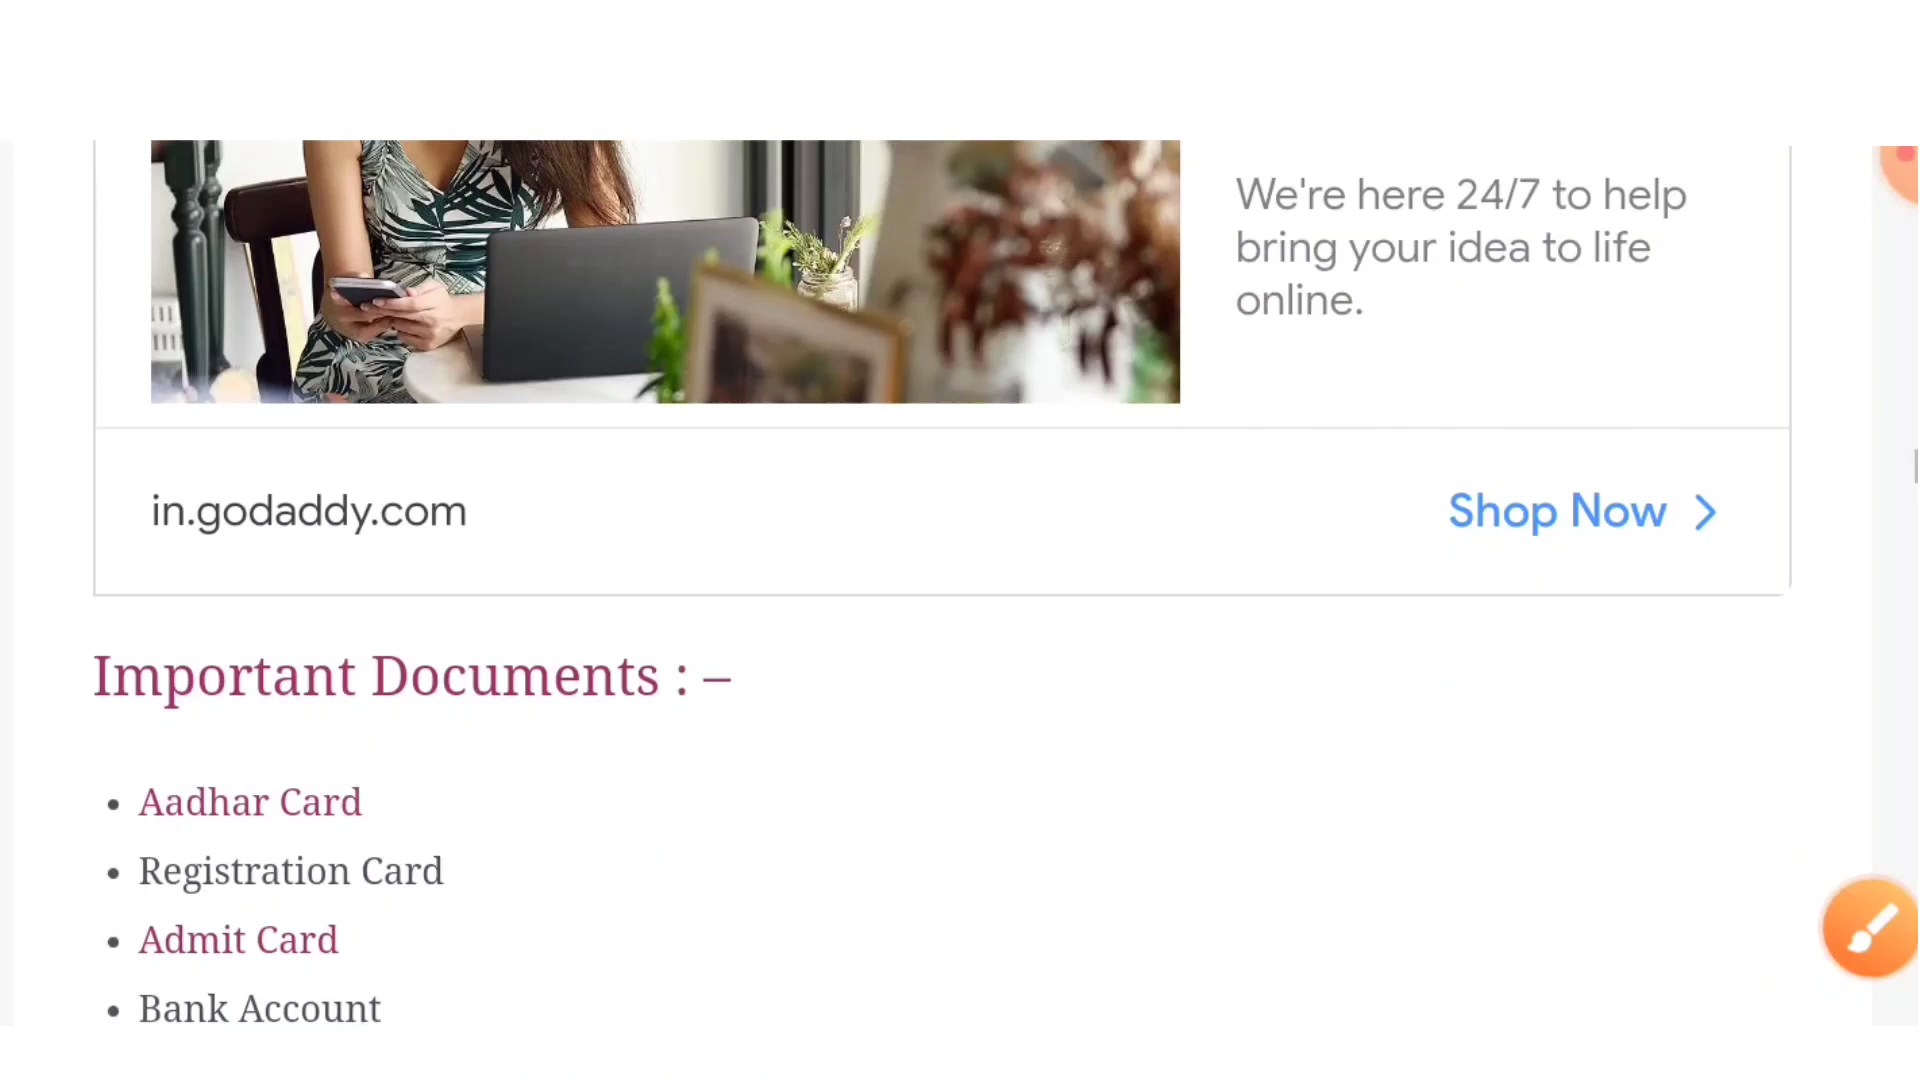 We're here 24/7 to help
bring your idea to life
online.
in.godaddy.com
Shop Now
Important Documents : –
• Aadhar Card
• Registration Card
• Admit Card
• Bank Account